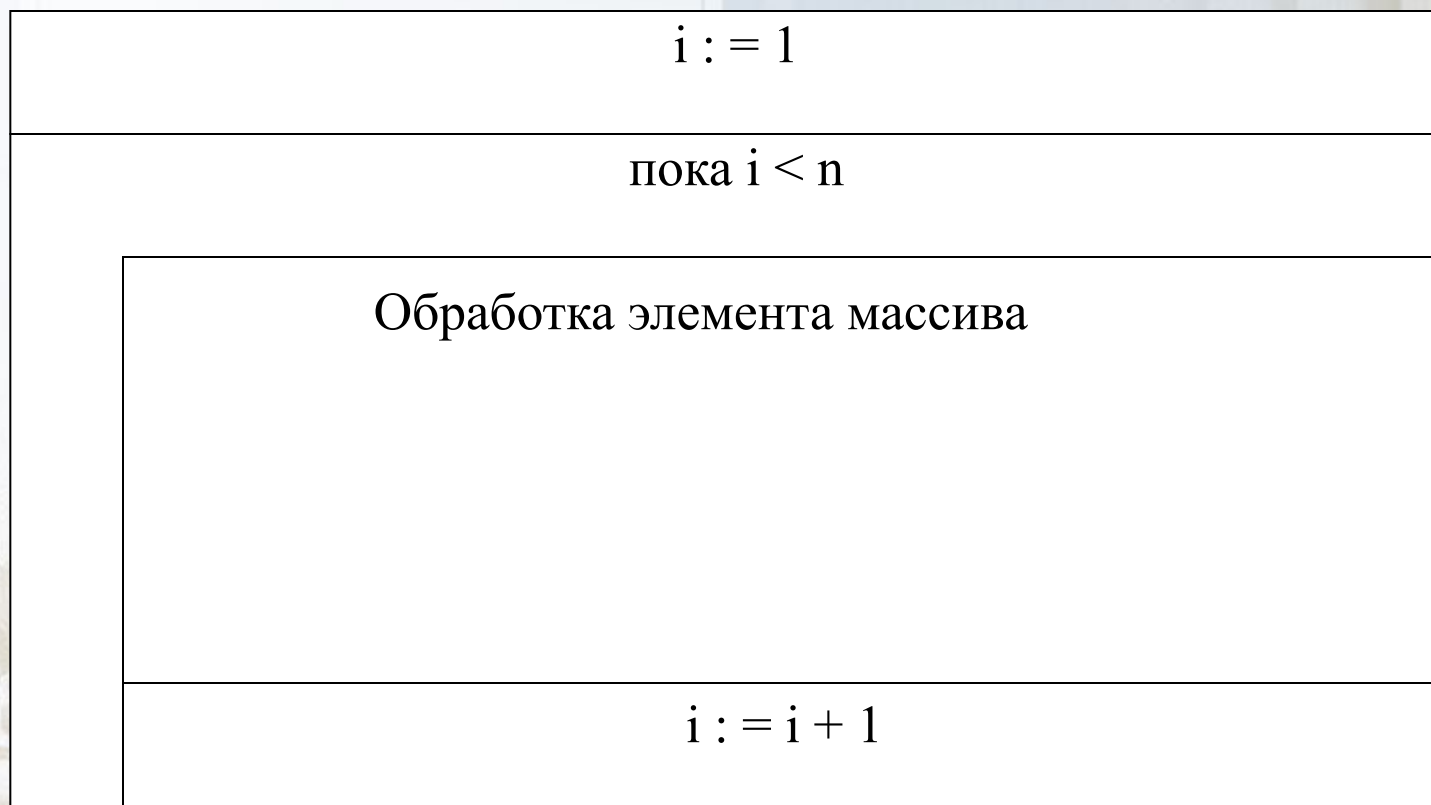 i : = 1
пока i < n
Обработка элемента массива
i : = i + 1